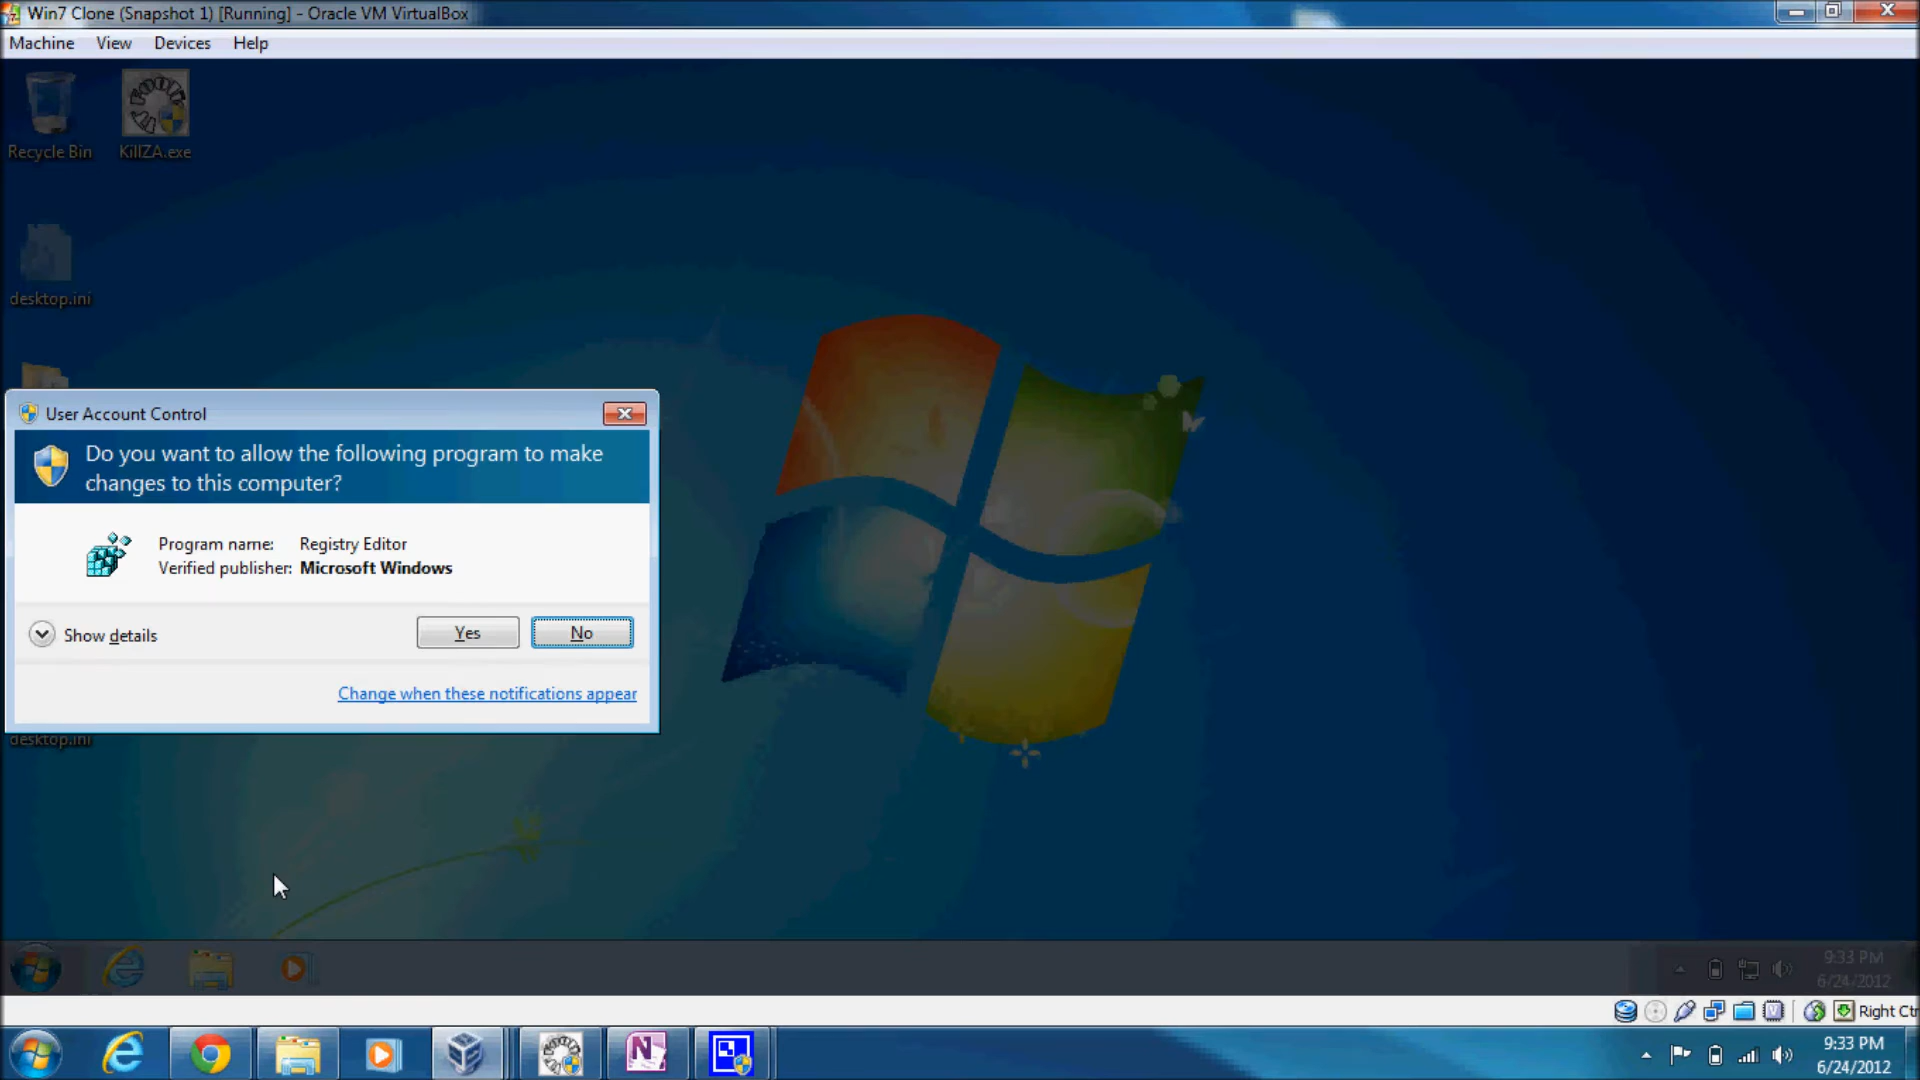 Win7 Clone (Snapshot 1) [Running] - Oracle VM VirtualBox
Machine View Devices Help
Recycle Bin
KillZA.exe
desktop.ini
User Account Control
Do you want to allow the following program to make
changes to this computer?
Program name: Registry Editor
Verified publisher: Microsoft Windows
Show details
Yes
No
Change when these notifications appear
desktop.ini
9:33 PM
6/24/2012
Right Ctr
9:33 PM
6/24/2012